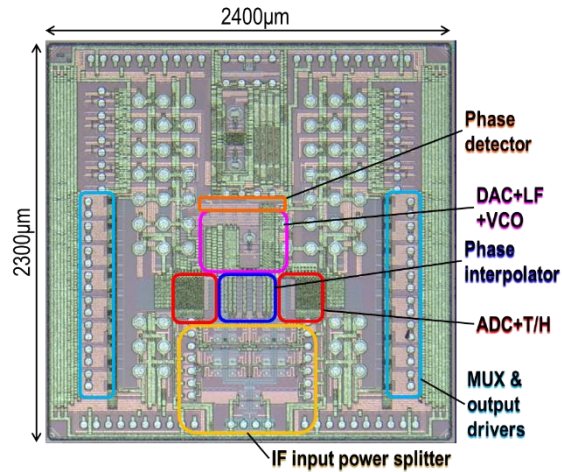 2400µm
2300µm
Phase
detector
DAC+LF
+VCO
Phase
interpolator
ADC+T/H
MUX &
output
drivers
IF input power splitter